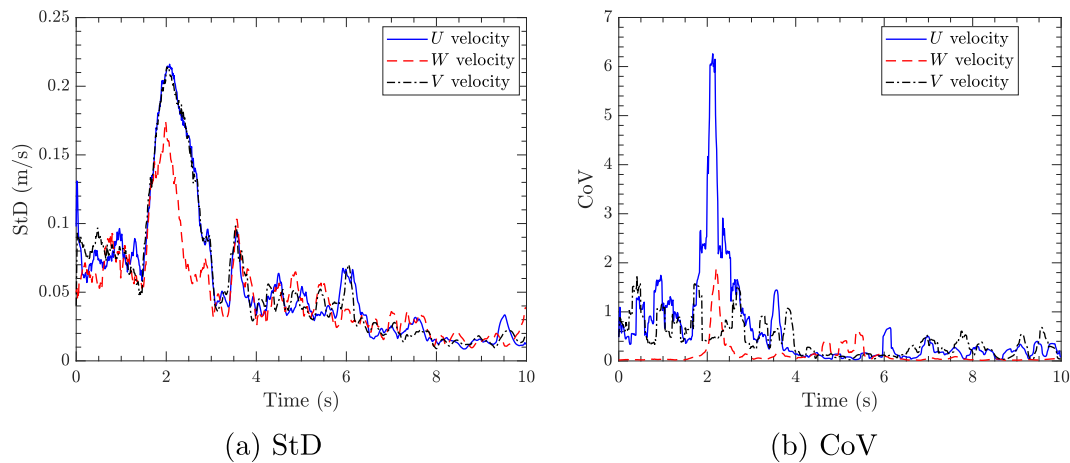 0.25
0.2
0.15
0.1
0.05
0
StD (m/s)
0 2 4 6 8 10
Time (s)
U velocity
W velocity
V velocity
(a) StD
7
6
5
4
3
2
1
0
CoV
0 2 4 6 8 10
Time (s)
U velocity
W velocity
V velocity
(b) CoV